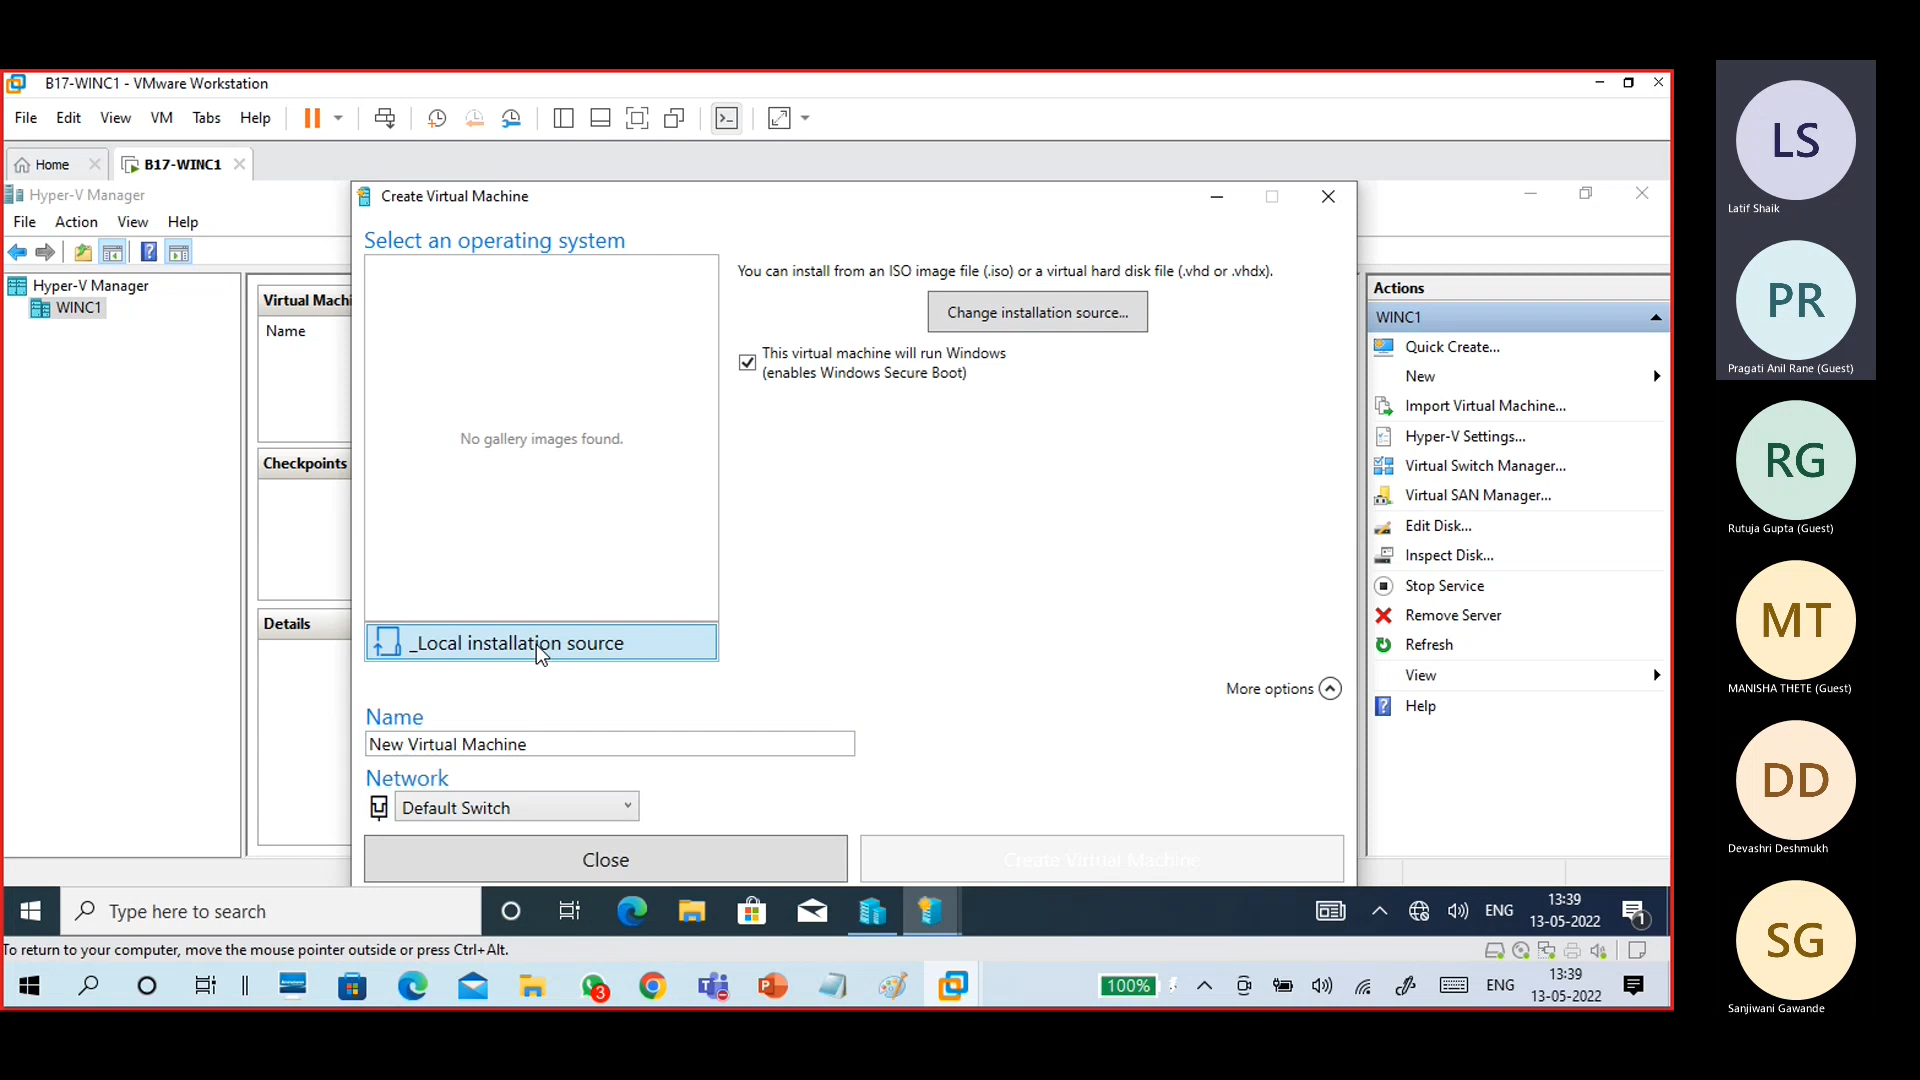 B17-WINC1 - VMware Workstation
File Edit View VM Tabs Help
Home B17-WINC1
Hyper-V Manager
File Action View Help
Hyper-V Manager
WINC1
Virtual Machi
Name
Checkpoints
Details
Create Virtual Machine
Select an operating system
No gallery images found.
_Local installation source
You can install from an ISO image file (.iso) or a virtual hard disk file (.vhd or .vhdx).
Change installation source...
This virtual machine will run Windows
(enables Windows Secure Boot)
More options
Name
New Virtual Machine
Network
Default Switch
Close
Create Virtual Machine
Actions
WINC1
Quick Create...
New
Import Virtual Machine...
Hyper-V Settings...
Virtual Switch Manager...
Virtual SAN Manager...
Edit Disk...
Inspect Disk...
Stop Service
Remove Server
Refresh
View
Help
Type here to search
ENG
13:39
13-05-2022
1
To return to your computer, move the mouse pointer outside or press Ctrl+Alt.
3
100%
ENG
13:39
13-05-2022
LS
Latif Shaik
PR
Pragati Anil Rane (Guest)
RG
Rutuja Gupta (Guest)
MT
MANISHA THETE (Guest)
DD
Devashri Deshmukh
SG
Sanjiwani Gawande